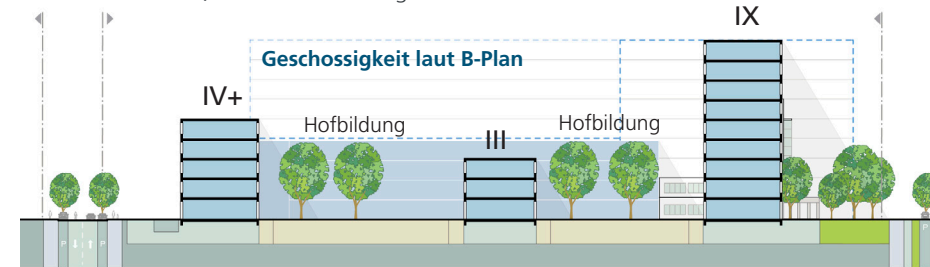 IX
Geschossigkeit laut B-Plan
IV+
Hofbildung
III
Hofbildung
P
P
P